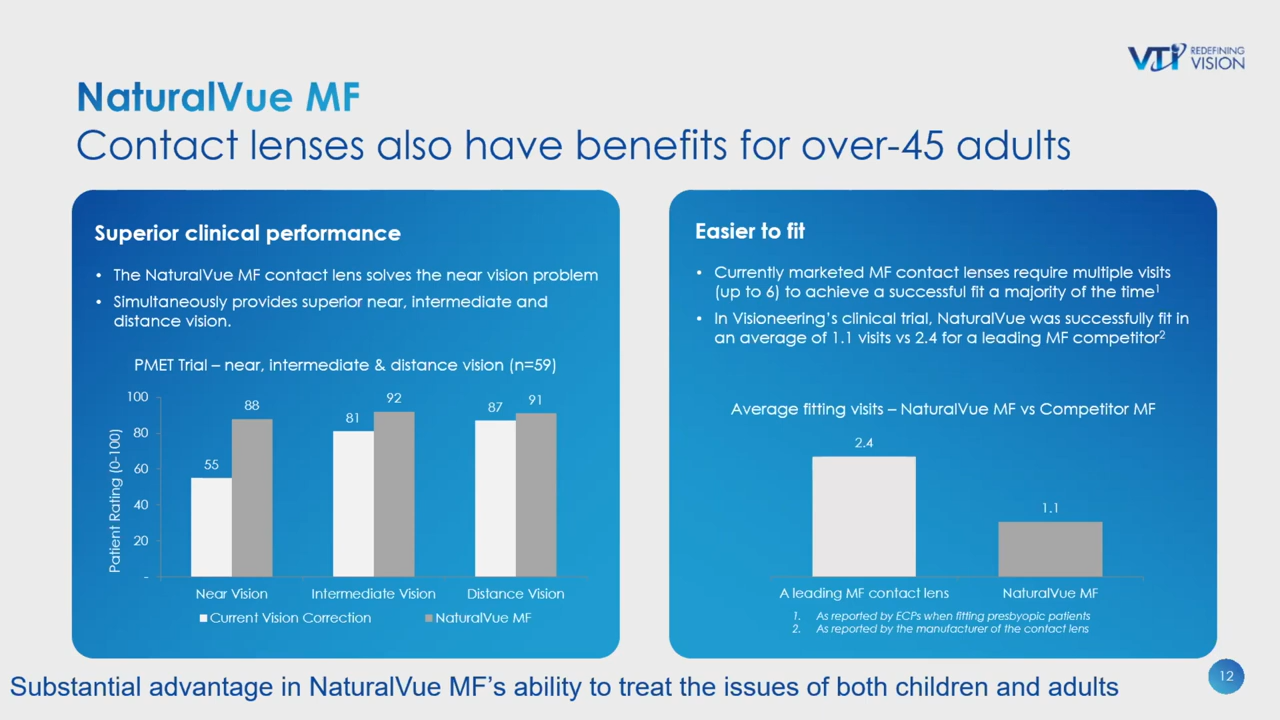 VTI REDEFINING
VISION
NaturalVue MF
Contact lenses also have benefits for over-45 adults
Superior clinical performance
• The NaturalVue MF contact lens solves the near vision problem
• Simultaneously provides superior near, intermediate and
distance vision.
PMET Trial – near, intermediate & distance vision (n=59)
Patient Rating (0-100)
100
80
60
40
20
-
55
88
81
92
87
91
Near Vision
Intermediate Vision
Distance Vision
Current Vision Correction
NaturalVue MF
Easier to fit
• Currently marketed MF contact lenses require multiple visits
(up to 6) to achieve a successful fit a majority of the time1
• In Visioneering’s clinical trial, NaturalVue was successfully fit in
an average of 1.1 visits vs 2.4 for a leading MF competitor2
Average fitting visits – NaturalVue MF vs Competitor MF
2.4
1.1
A leading MF contact lens
NaturalVue MF
1. As reported by ECPs when fitting presbyopic patients
2. As reported by the manufacturer of the contact lens
Substantial advantage in NaturalVue MF’s ability to treat the issues of both children and adults
12